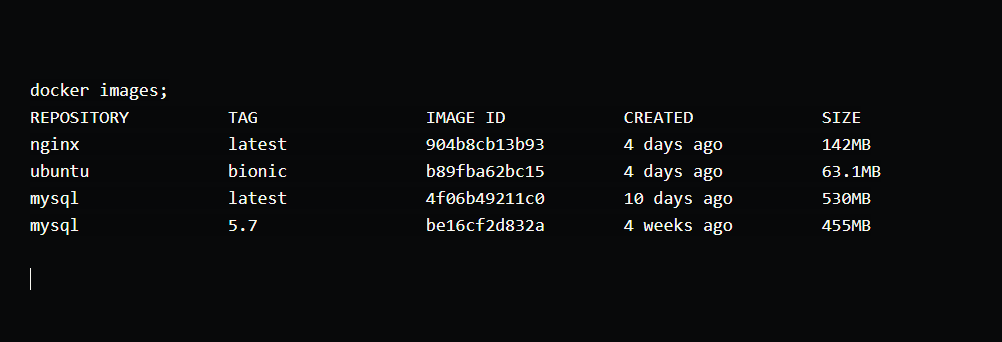 docker images;
REPOSITORY TAG IMAGE ID CREATED SIZE
nginx latest 904b8cb13b93 4 days ago 142MB
ubuntu bionic b89fba62bc15 4 days ago 63.1MB
mysql latest 4f06b49211c0 10 days ago 530MB
mysql 5.7 be16cf2d832a 4 weeks ago 455MB